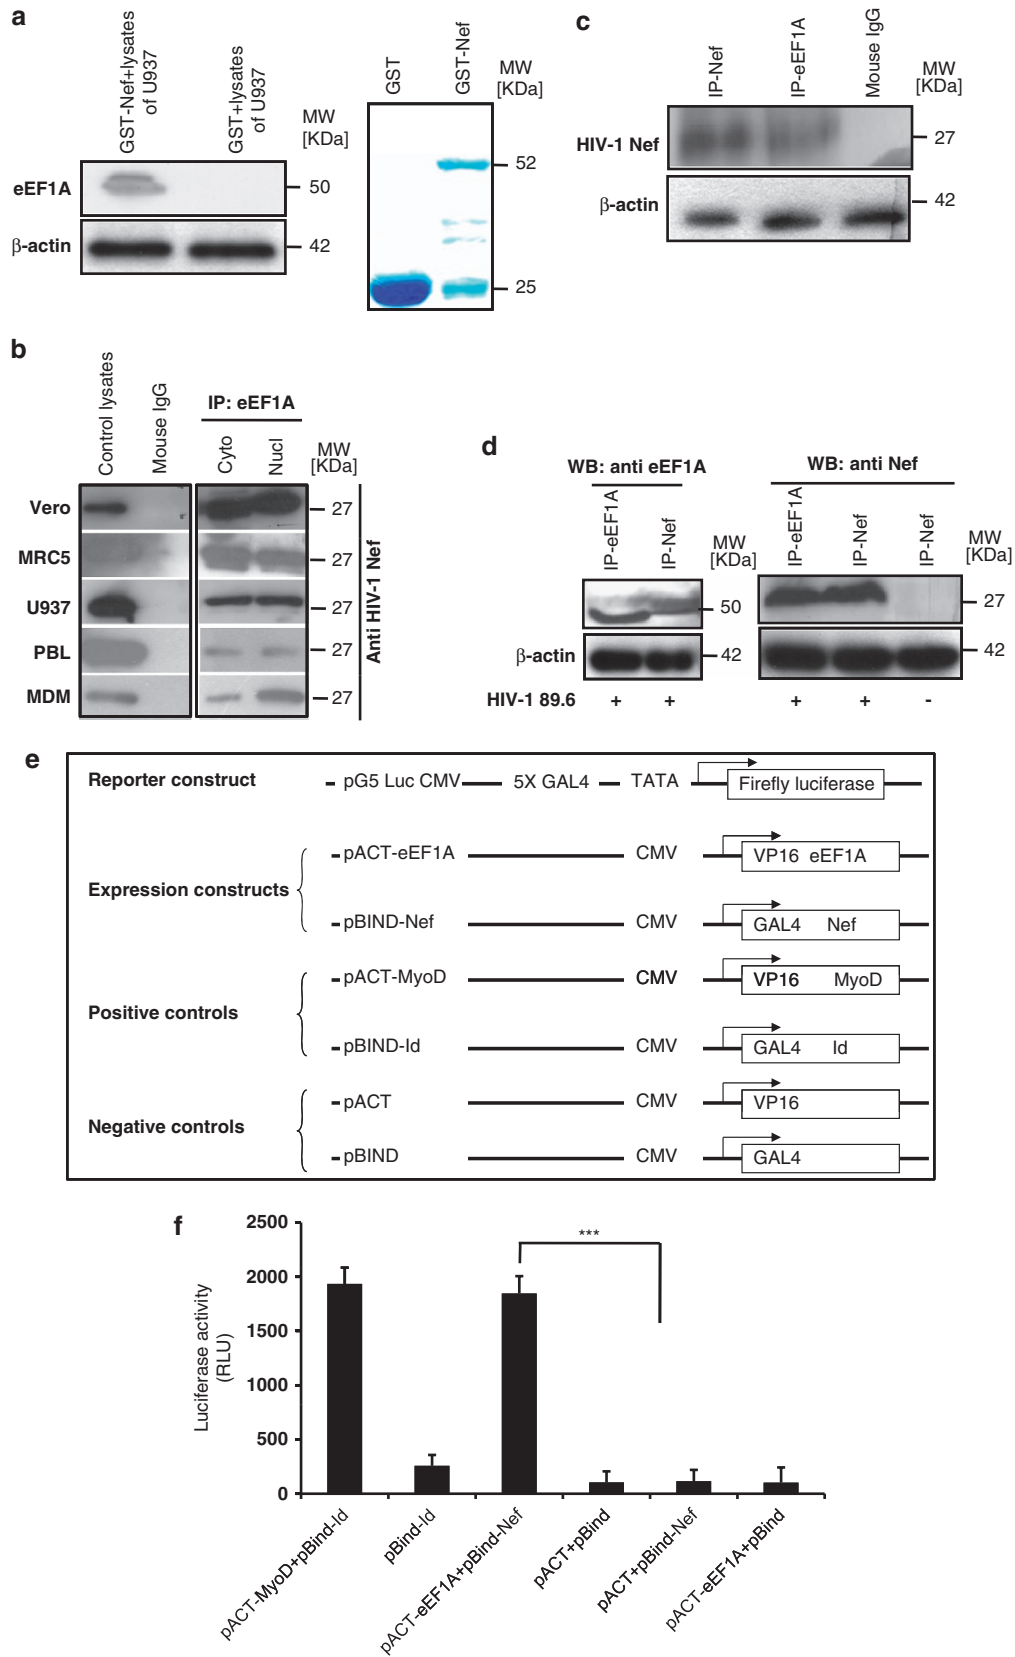 a
GST-Nef+lysates
of U937
GST+lysates
of U937
MW
[KDa]
eEF1A
50
β-actin
42
GST
GST-Nef
MW
[KDa]
52
25
c
IP-Nef
IP-eEF1A
Mouse IgG
MW
[KDa]
HIV-1 Nef
27
β-actin
42
b
Control lysates
Mouse IgG
IP: eEF1A
Cyto
Nucl
MW
[KDa]
Vero
27
MRC5
27
U937
27
PBL
27
MDM
27
Anti HIV-1 Nef
d
WB: anti eEF1A
IP-eEF1A
IP-Nef
MW
[KDa]
50
β-actin
42
HIV-1 89.6
+ +
WB: anti Nef
IP-eEF1A
IP-Nef
IP-Nef
MW
[KDa]
27
42
+ + -
e
Reporter construct pG5 Luc CMV 5X GAL4 TATA Firefly luciferase
Expression constructs
pACT-eEF1A CMV VP16 eEF1A
pBIND-Nef CMV GAL4 Nef
Positive controls
pACT-MyoD CMV VP16 MyoD
pBIND-Id CMV GAL4 Id
Negative controls
pACT CMV VP16
pBIND CMV GAL4
f
Luciferase activity
(RLU)
2500
2000
1500
1000
500
0
***
pACT-MyoD+pBind-Id
pBind-Id
pACT-eEF1A+pBind-Nef
pACT+pBind
pACT+pBind-Nef
pACT-eEF1A+pBind